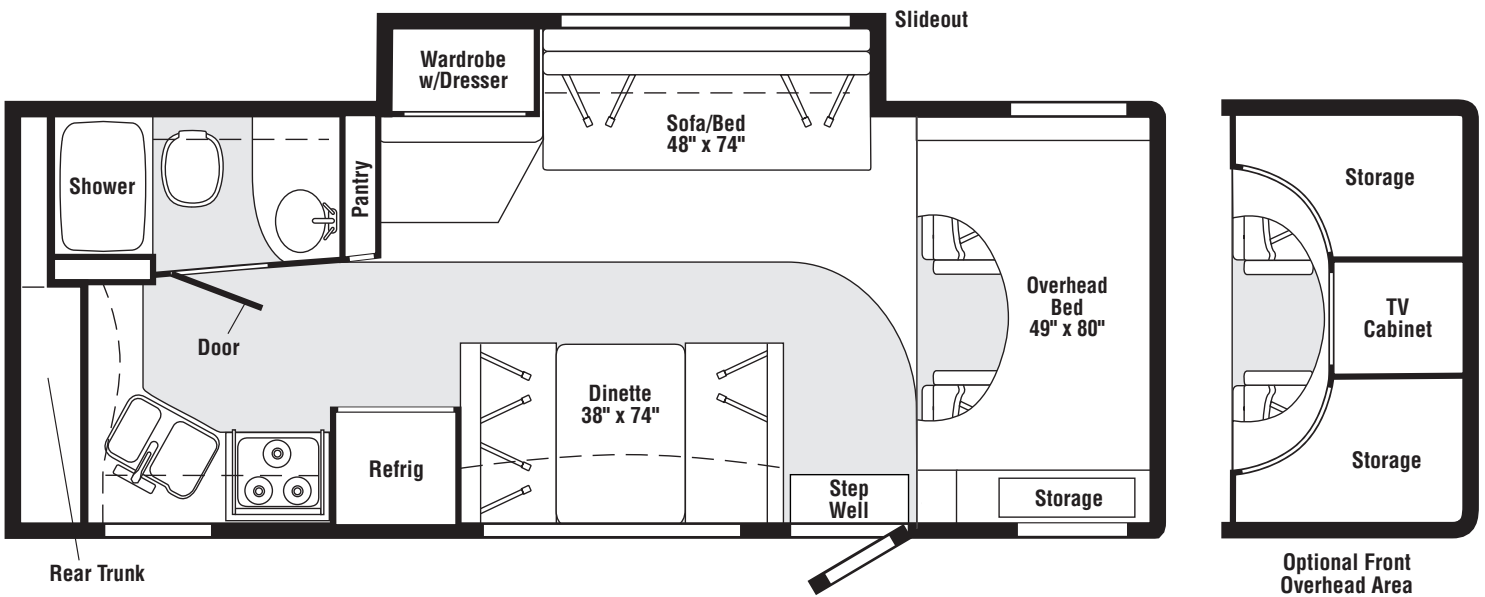 Slideout
Wardrobe
w/Dresser
Sofa/Bed
48" x 74"
Shower
Pantry
Door
Overhead
Bed
49" x 80"
Dinette
38" x 74"
Refrig
Step
Well
Storage
Rear Trunk
Storage
TV
Cabinet
Storage
Optional Front
Overhead Area